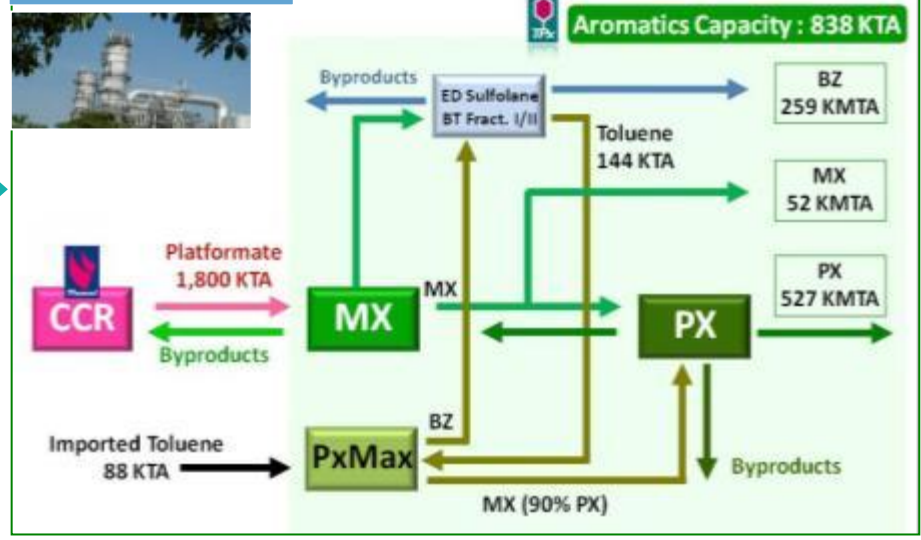 TPX
Aromatics Capacity : 838 KTA
Byproducts
ED Sulfolane
BT Fract. I/II
BZ
259 KMTA
Toluene
144 KTA
MX
52 KMTA
Platformate
1,800 KTA
PX
527 KMTA
CCR
MX
MX
PX
Byproducts
BZ
Imported Toluene
88 KTA
PxMax
Byproducts
MX (90% PX)